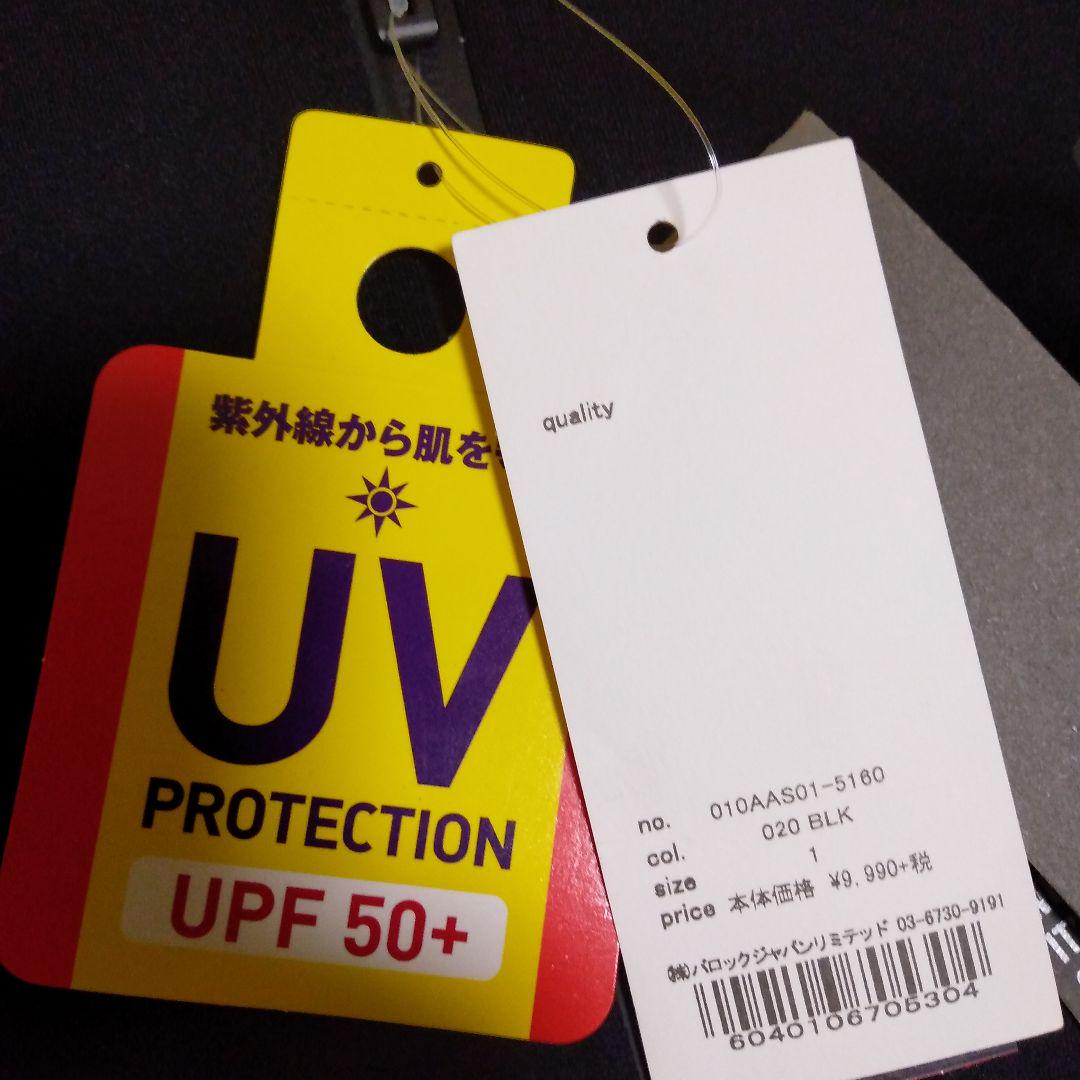 紫外線から肌を
UV
PROTECTION
UPF 50+
quality
no. 010AAS01-5160
col. 020 BLK
size 1
price 本体価格 ¥9,990+税
(株)バロックジャパンリミテッド 03-6730-9191
6040106705304
IT